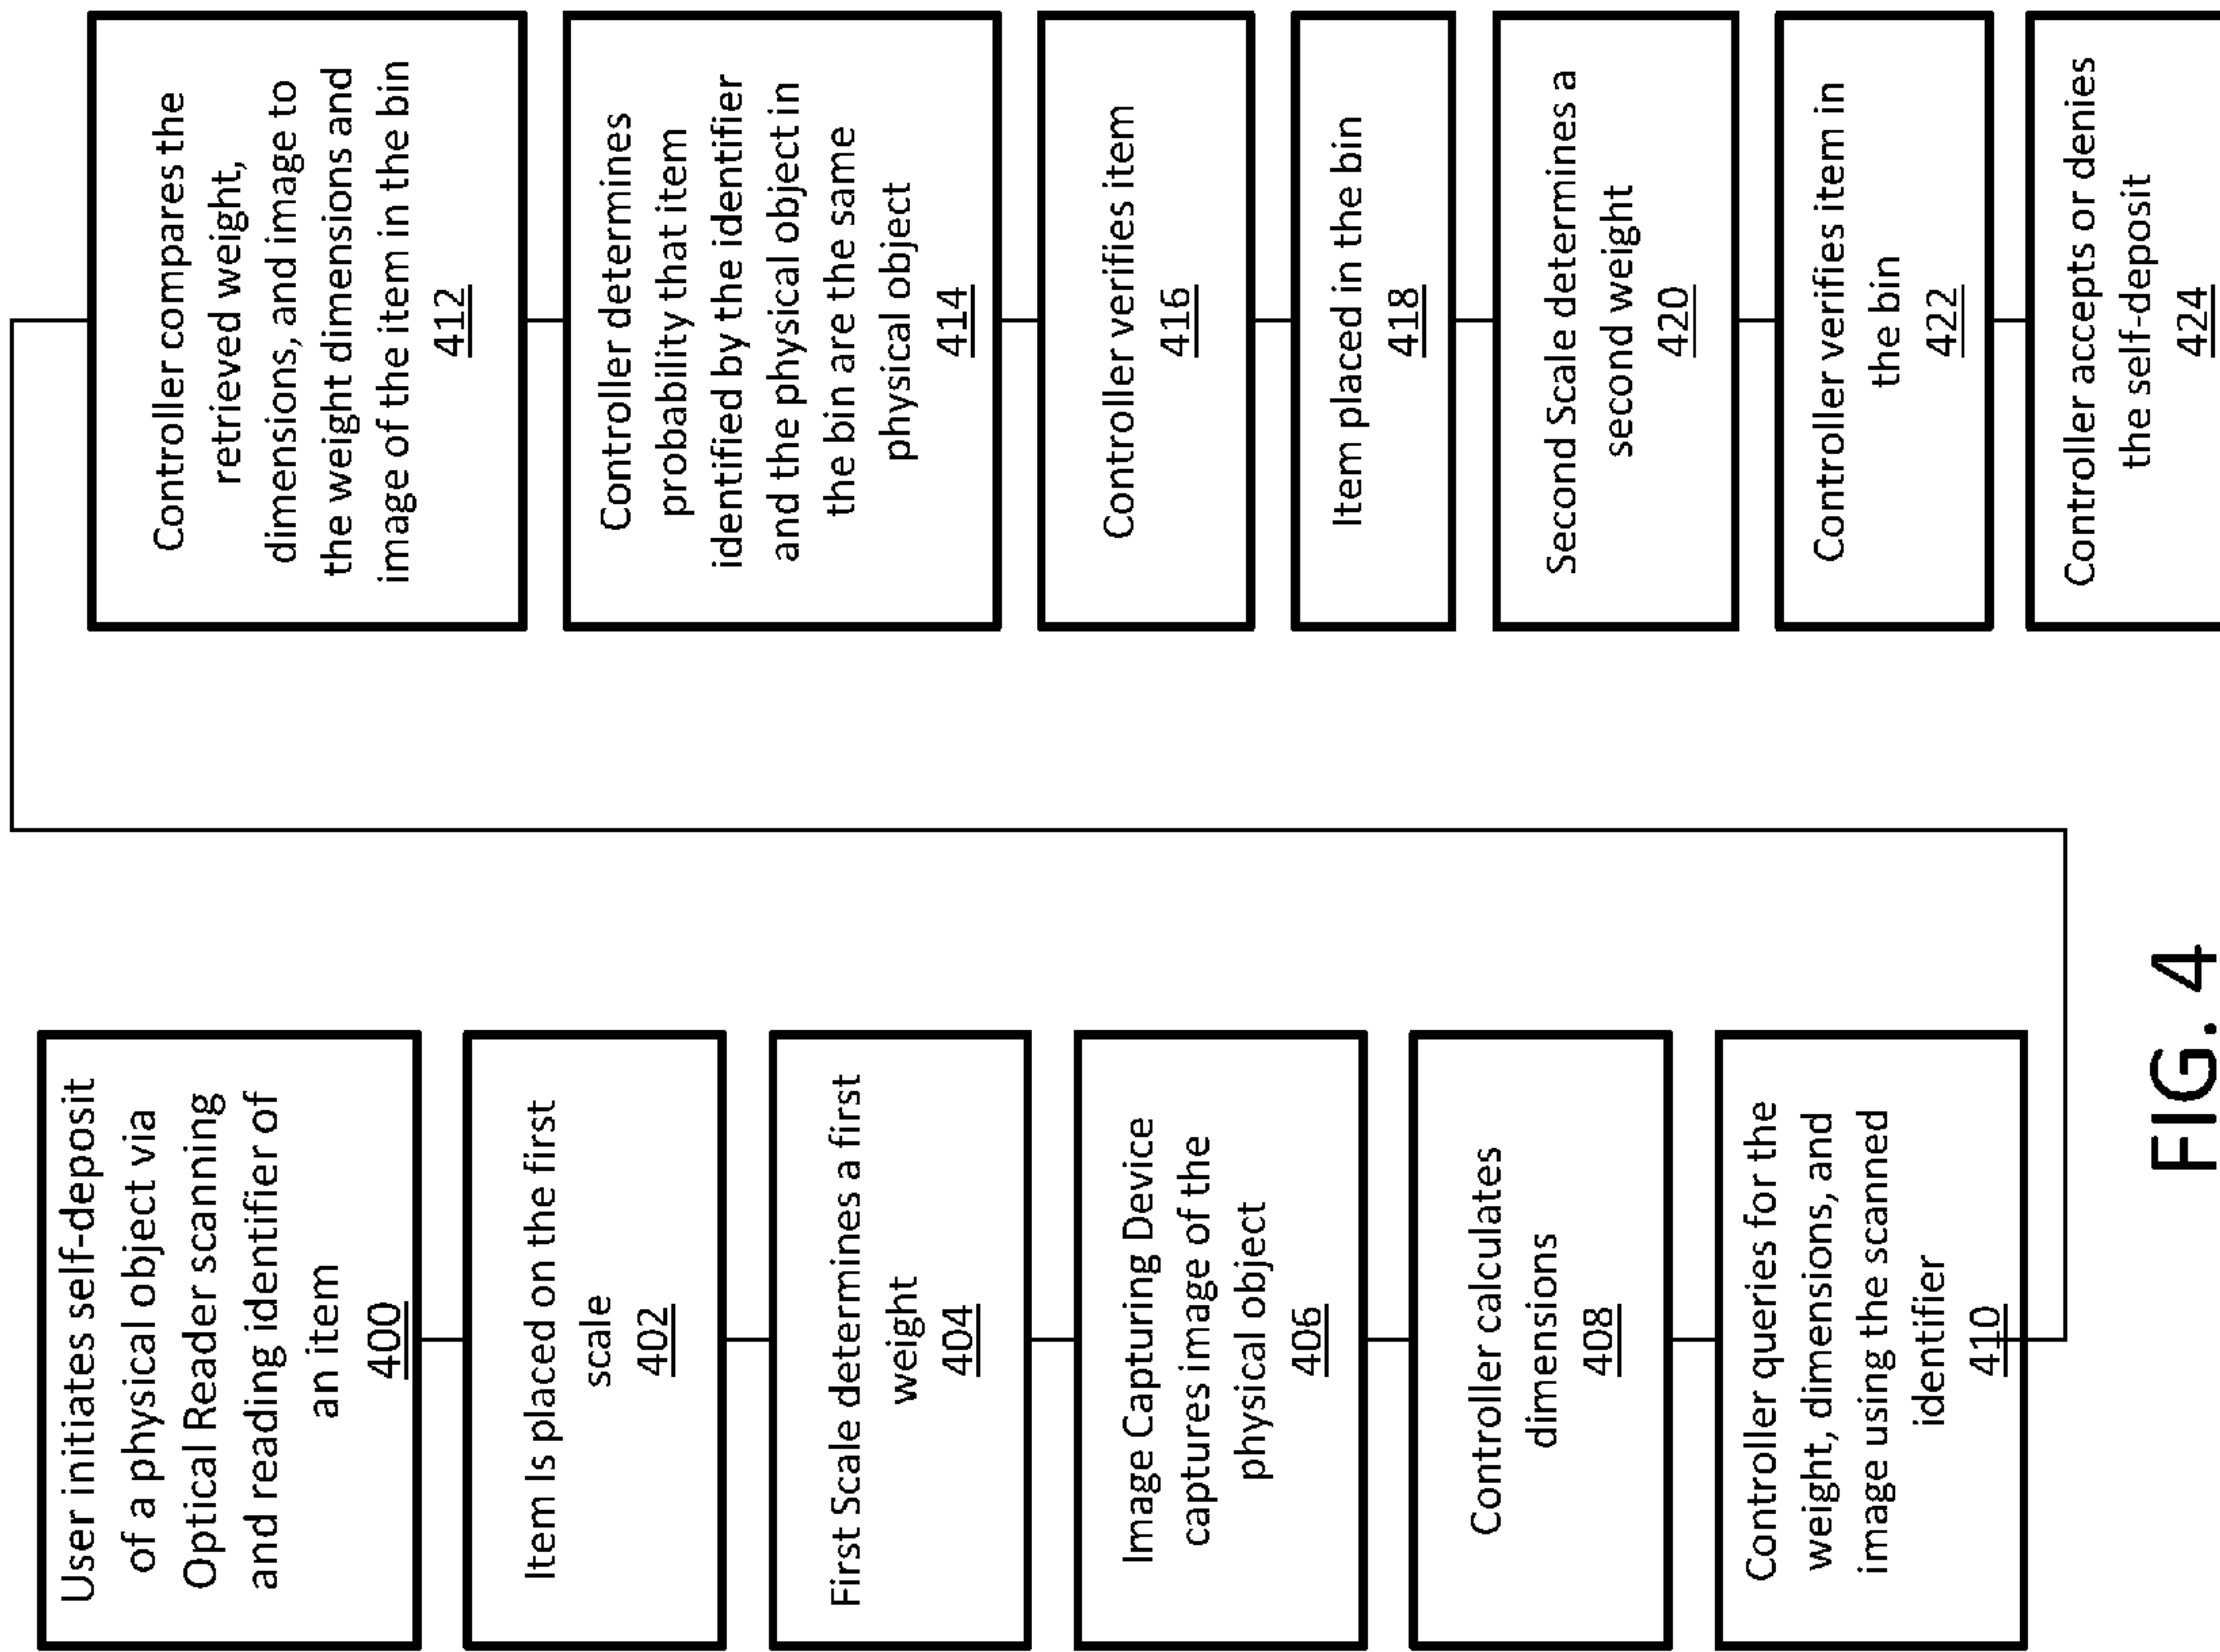 User initiates self-deposit
of a physical object via
Optical Reader scanning
and reading identifier of
an item
400
Item Is placed on the first
scale
402
First Scale determines a first
weight
404
Image Capturing Device
captures image of the
physical object
406
Controller calculates
dimensions
408
Controller queries for the
weight, dimensions, and
image using the scanned
identifier
410
Controller compares the
retrieved weight,
dimensions, and image to
the weight dimensions and
image of the item in the bin
412
Controller determines
probability that item
identified by the identifier
and the physical object in
the bin are the same
physical object
414
Controller verifies item
416
Item placed in the bin
418
Second Scale determines a
second weight
420
Controller verifies item in
the bin
422
Controller accepts or denies
the self-deposit
424
FIG. 4